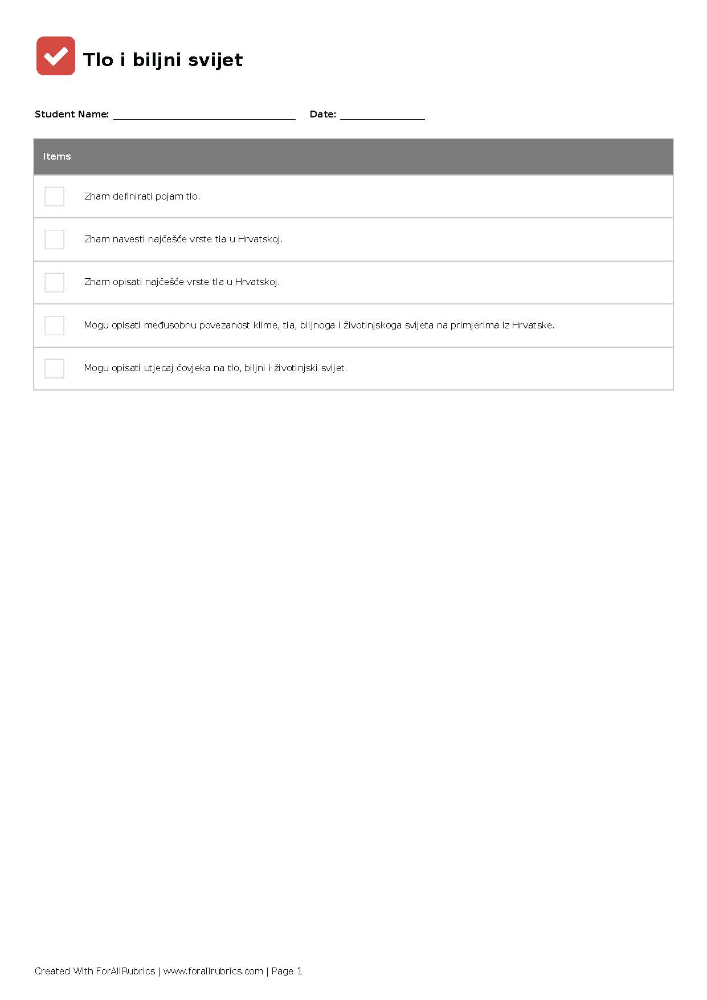 Tlo i biljni svijet
Student Name: ________________________________ Date: _______________
Items
Znam definirati pojam tlo.
Znam navesti najčešće vrste tla u Hrvatskoj.
Znam opisati najčešće vrste tla u Hrvatskoj.
Mogu opisati međusobnu povezanost klime, tla, biljnoga i životinjskoga svijeta na primjerima iz Hrvatske.
Mogu opisati utjecaj čovjeka na tlo, biljni i životinjski svijet.
Created With ForAllRubrics | www.forallrubrics.com | Page 1